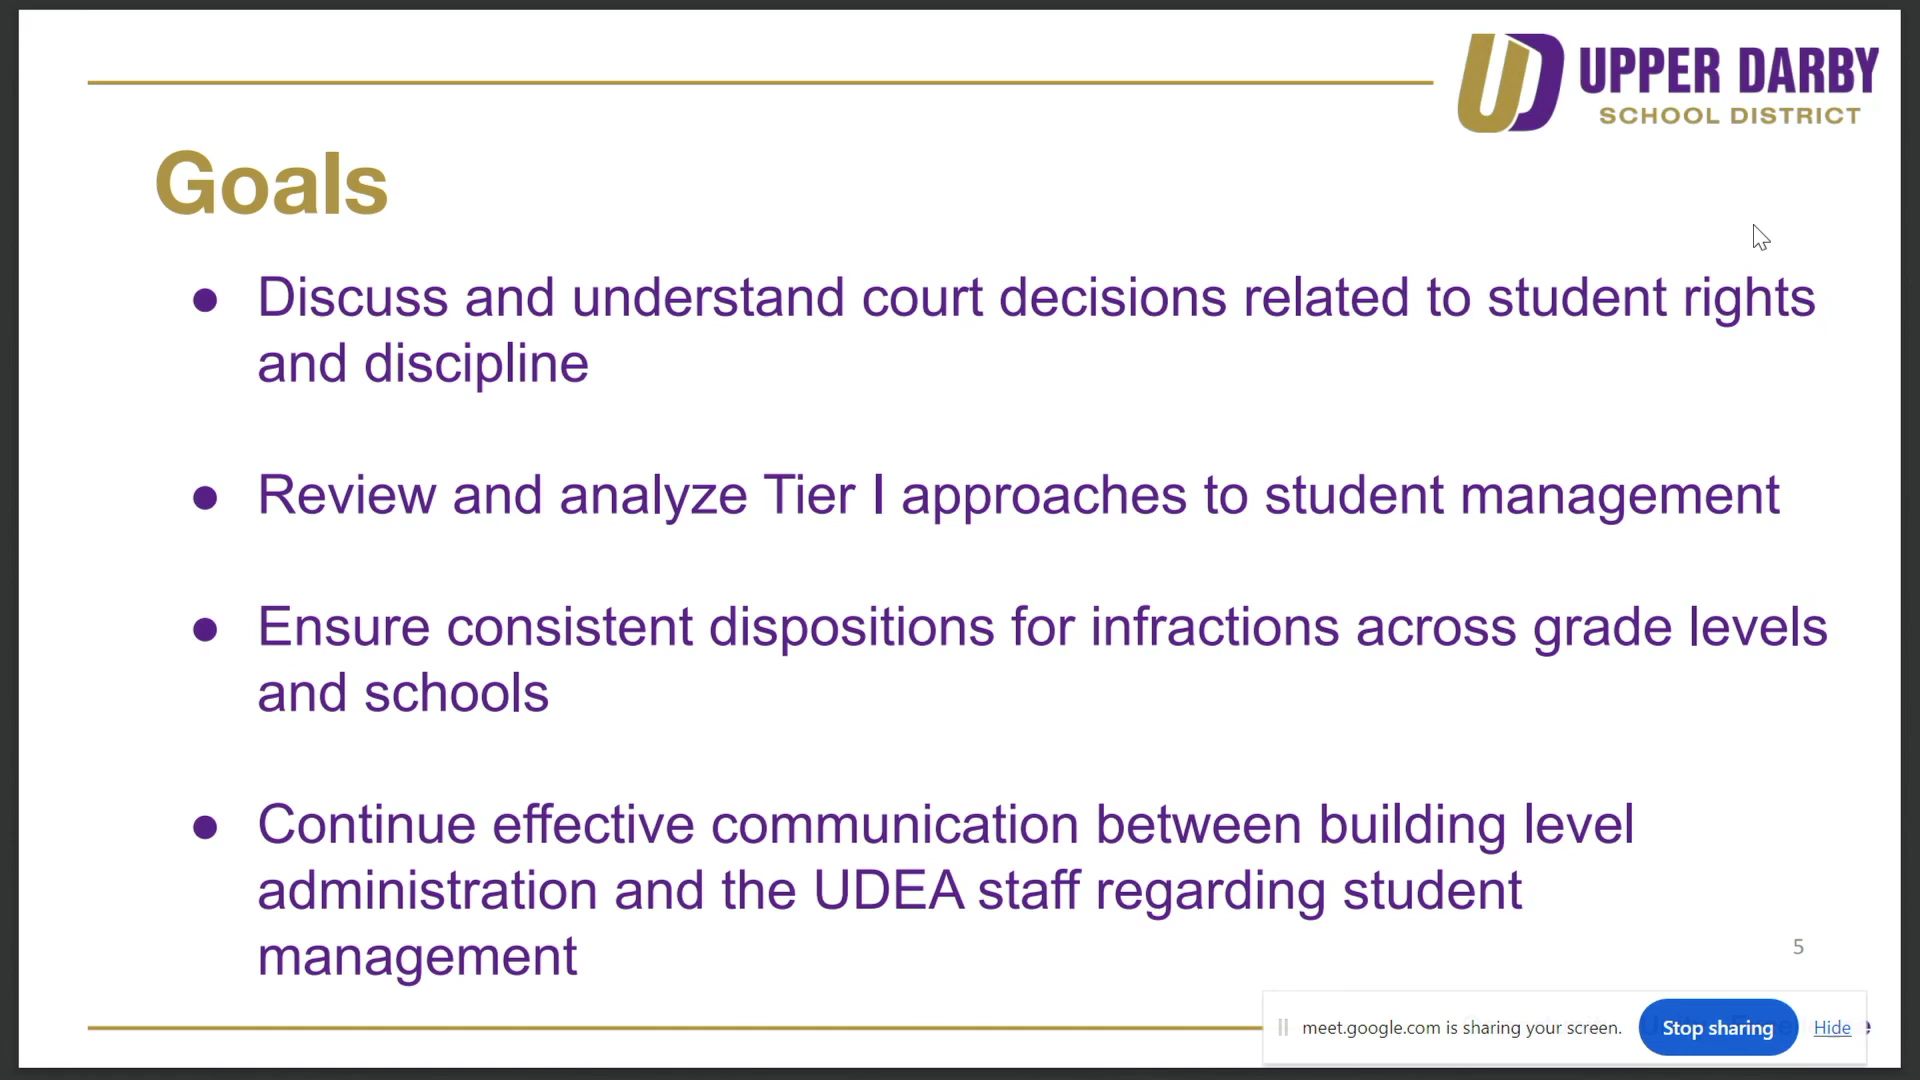 UPPER DARBY
SCHOOL DISTRICT
Goals
● Discuss and understand court decisions related to student rights
and discipline
● Review and analyze Tier I approaches to student management
● Ensure consistent dispositions for infractions across grade levels
and schools
● Continue effective communication between building level
administration and the UDEA staff regarding student
management
5
meet.google.com is sharing your screen.
Stop sharing
Hide